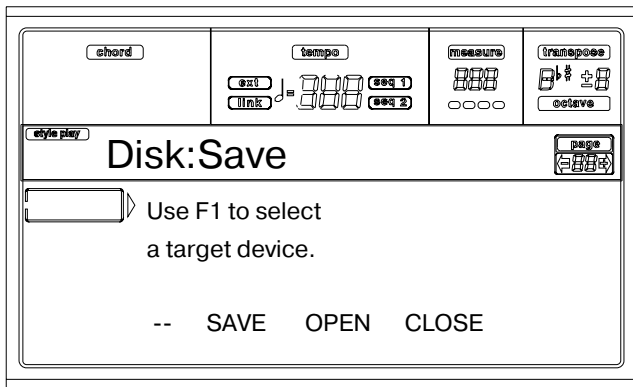 chord tempo measure transpose
ext seq 1
link seq 2 octave
style play
Disk:Save page
Use F1 to select
a target device.
-- SAVE OPEN CLOSE